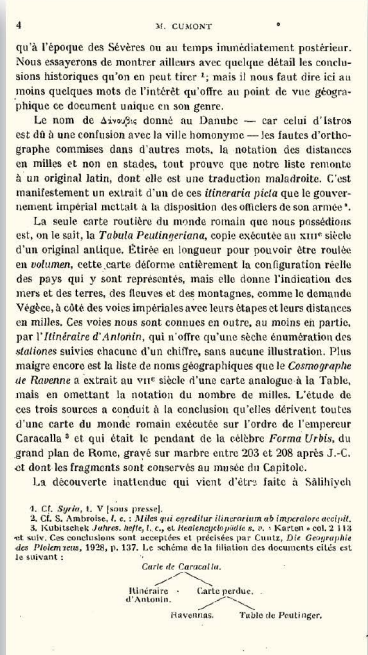 4 M. CUMONT
qu'à l'époque des Sévères ou au temps immédiatement postérieur.
Nous essayerons de montrer ailleurs avec quelque détail les conclu-
sions historiques qu'on en peut tirer ¹; mais il nous faut dire ici au
moins quelques mots de l'intérêt qu'offre au point de vue géogra-
phique ce document unique en son genre.
Le nom de Δάνουβις donné au Danube — car celui d'Istros
est dû à une confusion avec la ville homonyme — les fautes d'ortho-
graphe commises dans d'autres mots, la notation des distances
en milles et non en stades, tout prouve que notre liste remonte
à un original latin, dont elle est une traduction maladroite. C'est
manifestement un extrait d'un de ces itineraria picta que le gouver-
nement impérial mettait à la disposition des officiers de son armée ².
La seule carte routière du monde romain que nous possédions
est, on le sait, la Tabula Peutingeriana, copie exécutée au XIIIᵉ siècle
d'un original antique. Étirée en longueur pour pouvoir être roulée
en volumen, cette carte déforme entièrement la configuration réelle
des pays qui y sont représentés, mais elle donne l'indication des
mers et des terres, des fleuves et des montagnes, comme le demande
Végèce, à côté des voies impériales avec leurs étapes et leurs distances
en milles. Ces voies nous sont connues en outre, au moins en partie,
par l'Itinéraire d'Antonin, qui n'offre qu'une sèche énumération des
stationes suivies chacune d'un chiffre, sans aucune illustration. Plus
maigre encore est la liste de noms géographiques que le Cosmographe
de Ravenne a extrait au VIIᵉ siècle d'une carte analogue à la Table,
mais en omettant la notation du nombre de milles. L'étude de
ces trois sources a conduit à la conclusion qu'elles dérivent toutes
d'une carte du monde romain exécutée sur l'ordre de l'empereur
Caracalla ³ et qui était le pendant de la célèbre Forma Urbis, du
grand plan de Rome, gravé sur marbre entre 203 et 208 après J.-C.
et dont les fragments sont conservés au musée du Capitole.
La découverte inattendue qui vient d'être faite à Sâlihîyeh
1. Cf. Syria, t. V [sous presse].
2. Cf. S. Ambroise, l. c. : Miles qui egreditur itinerarium ab imperatore accipit.
3. Kubitschek Jahres. hefte, l. c., et Realencyclopädie s. v. « Karten » col. 2 113
et suiv. Ces conclusions sont acceptées et précisées par Cuntz, Die Geographie
des Ptolemaeus, 1928, p. 137. Le schéma de la filiation des documents cités est
le suivant :
Carte de Caracalla.
Itinéraire Carte perdue.
d'Antonin.
Ravennas. Table de Peutinger.